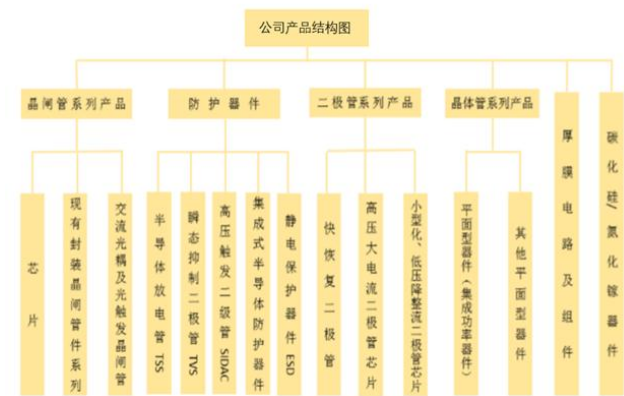 公司产品结构图
晶闸管系列产品
防护器件
二极管系列产品
晶体管系列产品
厚膜电路及组件
碳化硅/氮化镓器件
芯片
现有封装晶闸管件系列
交流光耦及光触发晶闸管
半导体放电管TSS
瞬态抑制二极管TVS
高压触发二级管SIDAC
集成式半导体防护器件
静电保护器件ESD
快恢复二极管
高压大电流二极管芯片
小型化、低压降整流二极管芯片
平面型器件（集成功率器件）
其他平面型器件